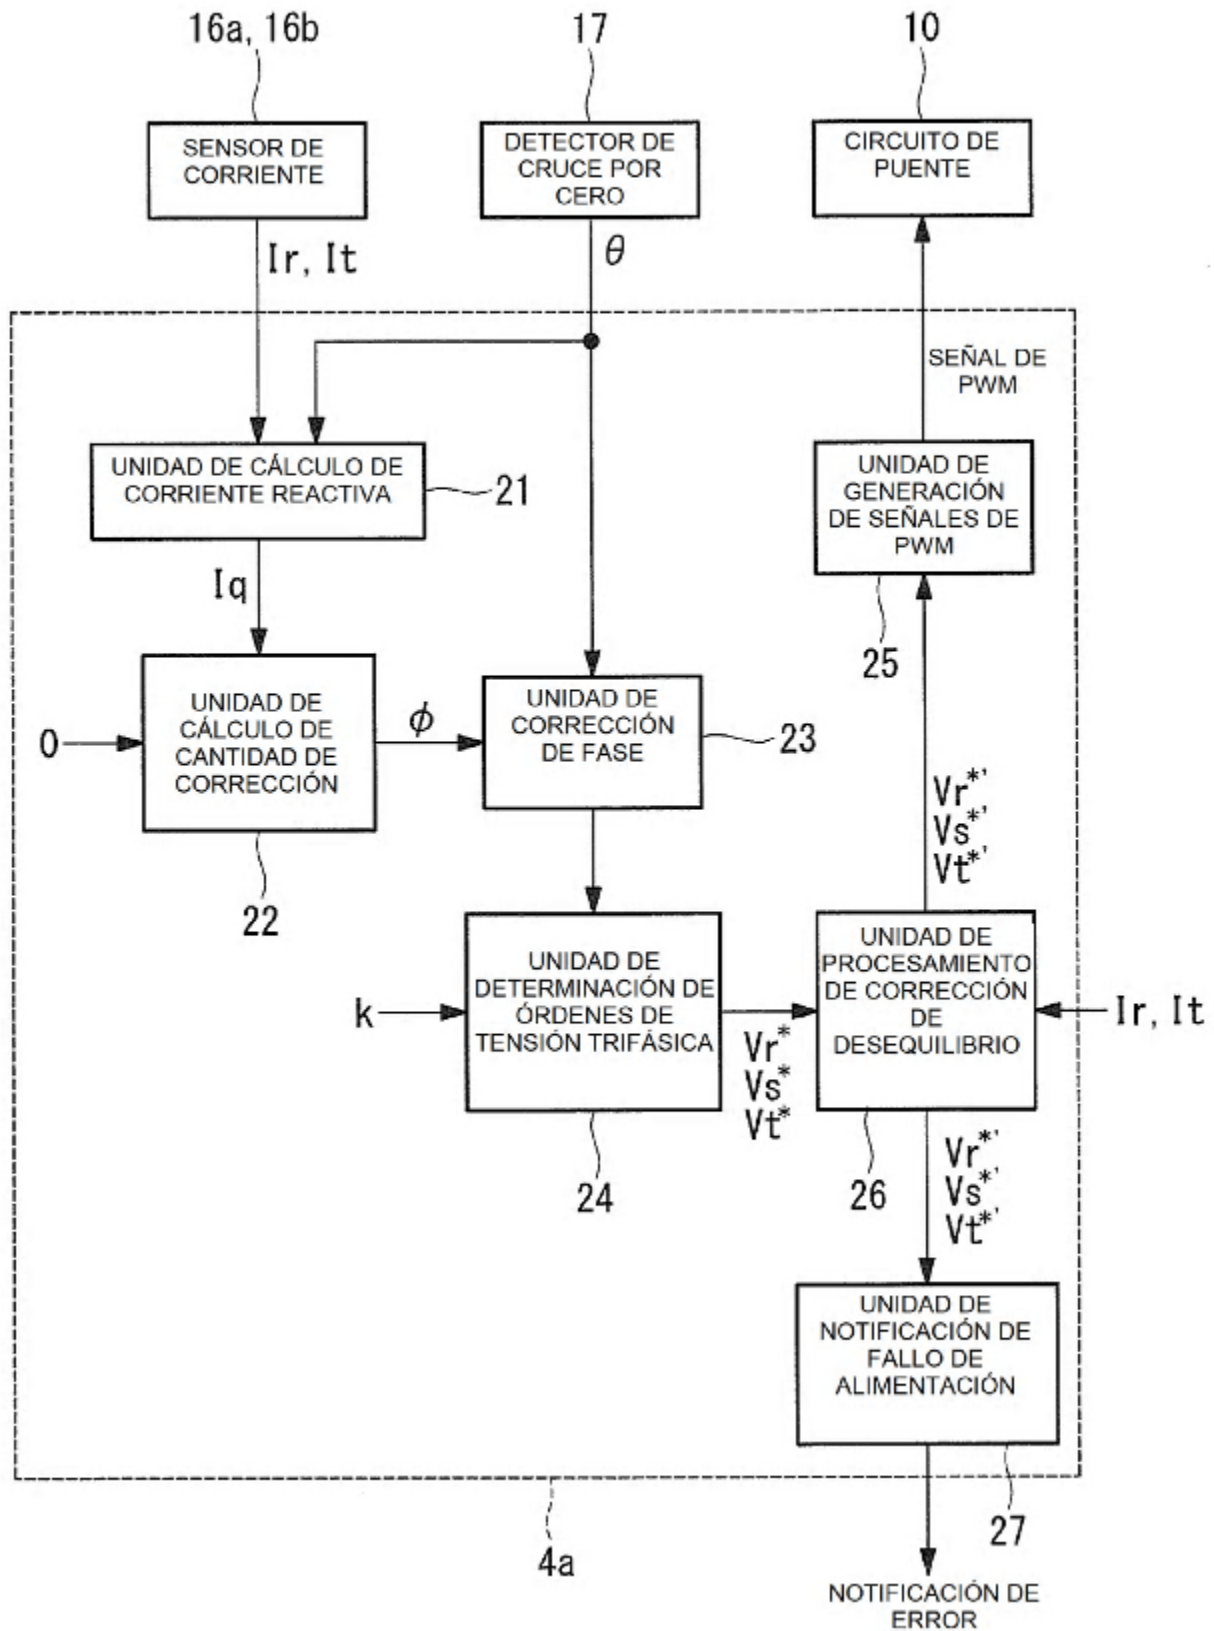 16a, 16b
17
10
SENSOR DE
CORRIENTE
DETECTOR DE
CRUCE POR
CERO
CIRCUITO DE
PUENTE
Ir, It
θ
SEÑAL DE
PWM
UNIDAD DE CÁLCULO DE
CORRIENTE REACTIVA
21
UNIDAD DE
GENERACIÓN
DE SEÑALES DE
PWM
25
Iq
0
UNIDAD DE
CÁLCULO DE
CANTIDAD DE
CORRECCIÓN
22
ϕ
UNIDAD DE
CORRECCIÓN
DE FASE
23
Vr*'
Vs*'
Vt*'
k
UNIDAD DE
DETERMINACIÓN DE
ÓRDENES DE
TENSIÓN TRIFÁSICA
24
Vr*
Vs*
Vt*
UNIDAD DE
PROCESAMIENTO
DE CORRECCIÓN
DE
DESEQUILIBRIO
26
Ir, It
Vr*'
Vs*'
Vt*'
UNIDAD DE
NOTIFICACIÓN DE
FALLO DE
ALIMENTACIÓN
27
4a
NOTIFICACIÓN DE
ERROR